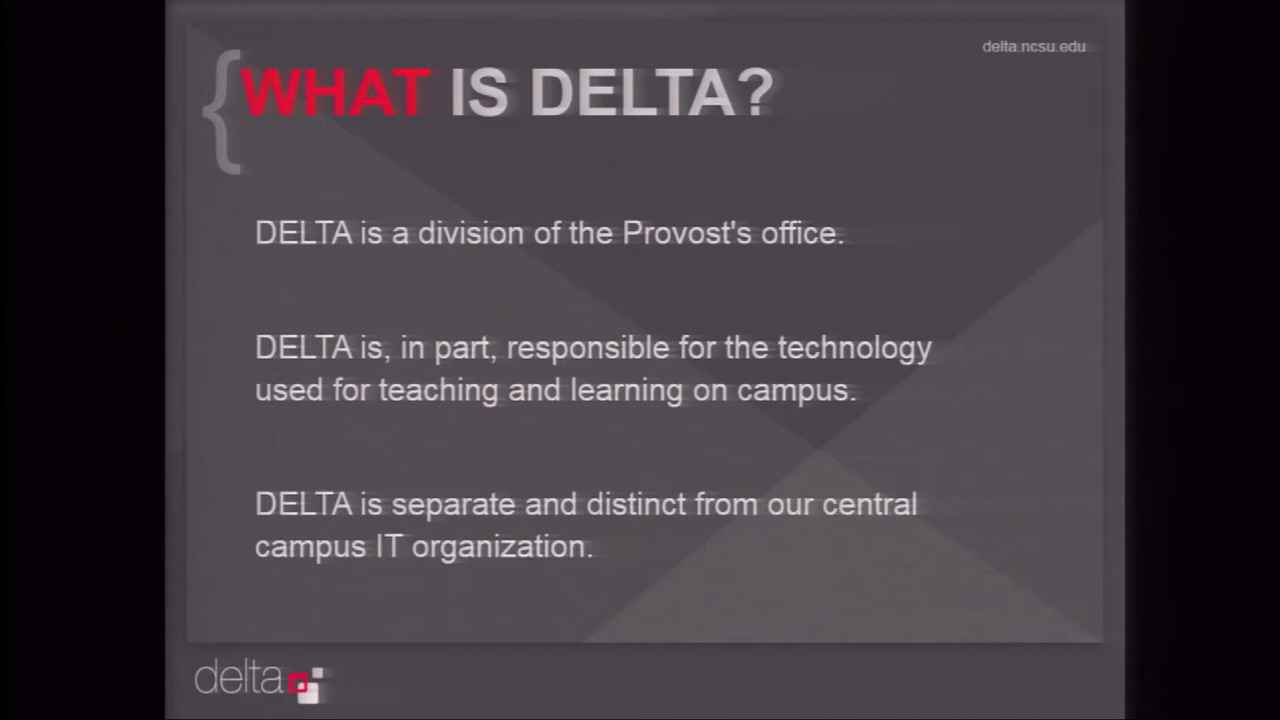 delta.ncsu.edu
{WHAT IS DELTA?
DELTA is a division of the Provost's office.
DELTA is, in part, responsible for the technology
used for teaching and learning on campus.
DELTA is separate and distinct from our central
campus IT organization.
delta